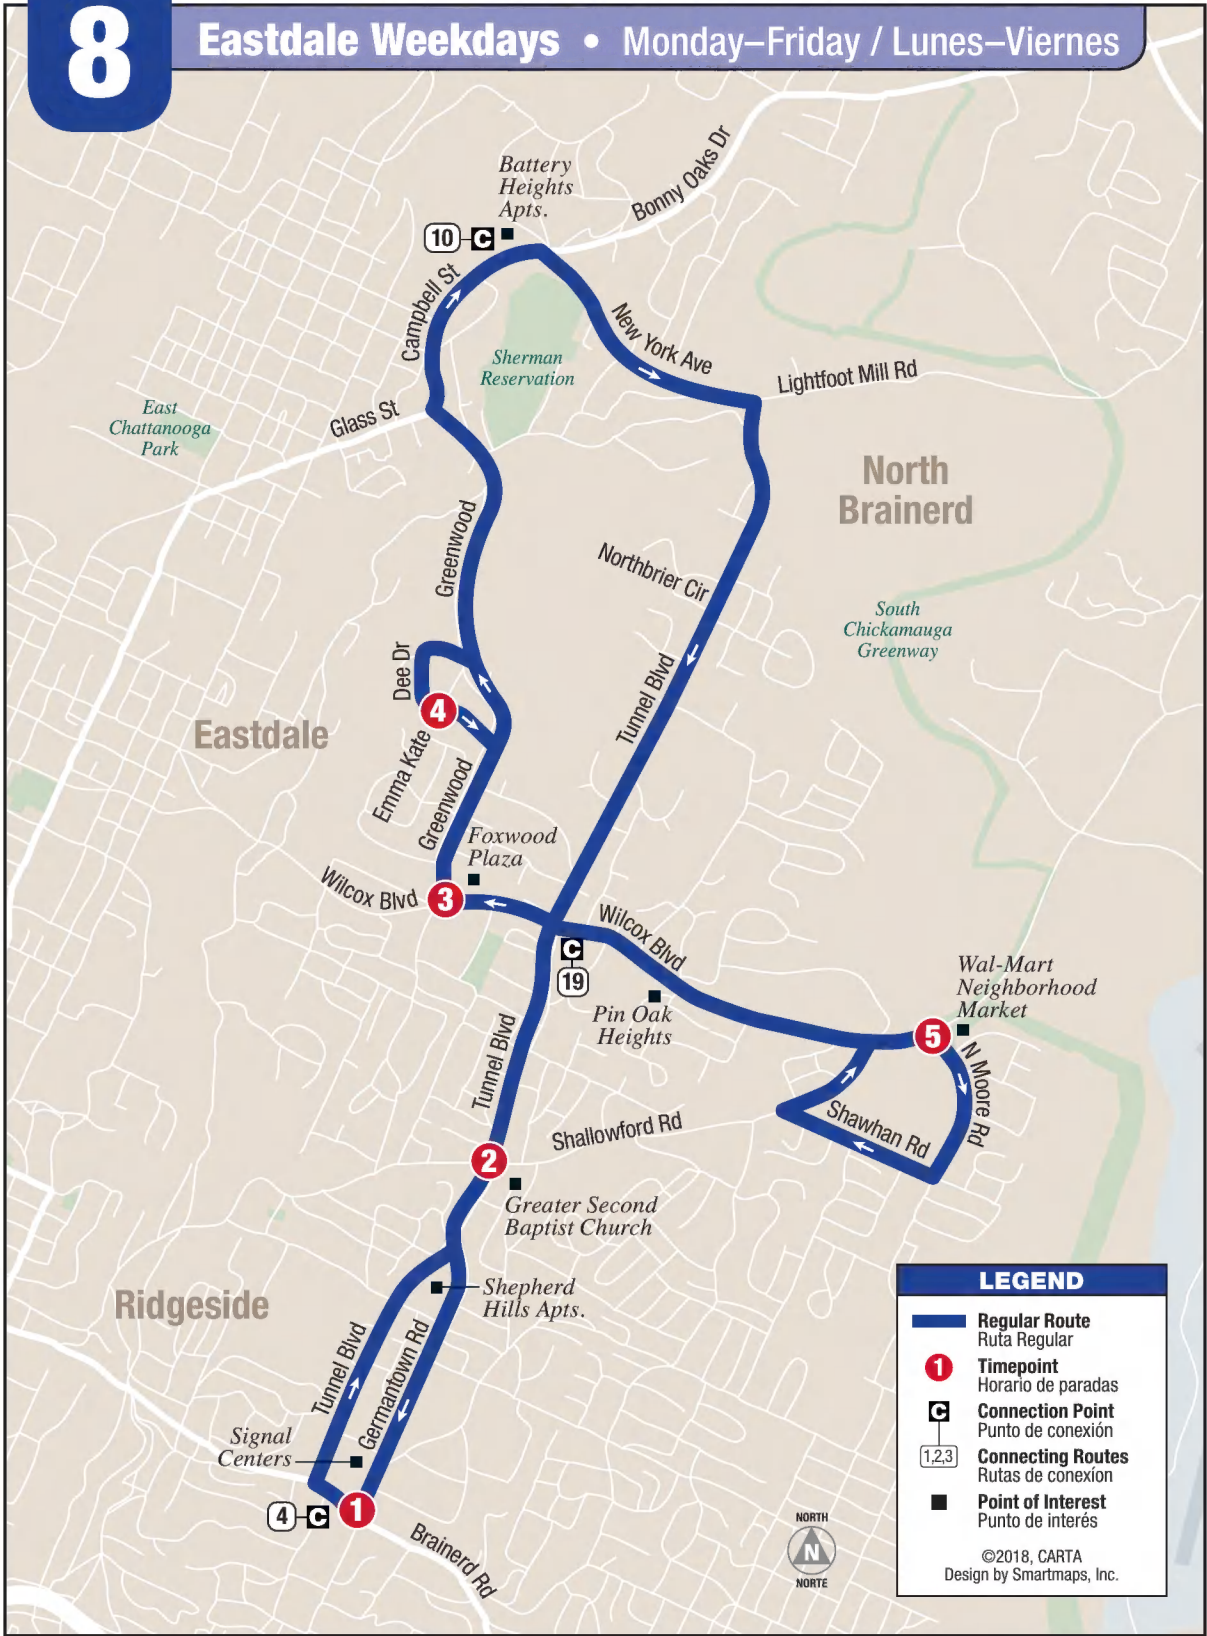 8
Eastdale Weekdays • Monday–Friday / Lunes–Viernes
Battery
Heights
Apts.
Bonny Oaks Dr
10
C
Campbell St
New York Ave
Sherman
Reservation
Lightfoot Mill Rd
East
Chattanooga
Park
Glass St
North
Brainerd
Greenwood
Northbrier Cir
South
Chickamauga
Greenway
Dee Dr
4
Tunnel Blvd
Eastdale
Emma Kate
Greenwood
Foxwood
Plaza
Wilcox Blvd
3
Wilcox Blvd
C
19
Pin Oak
Heights
Wal-Mart
Neighborhood
Market
5
N Moore Rd
Tunnel Blvd
Shawhan Rd
Shallowford Rd
2
Greater Second
Baptist Church
Ridgeside
Shepherd
Hills Apts.
Tunnel Blvd
Germantown Rd
Signal
Centers
4
C
1
Brainerd Rd
NORTH
N
NORTE
LEGEND
Regular Route
Ruta Regular
1
Timepoint
Horario de paradas
C
Connection Point
Punto de conexión
1,2,3
Connecting Routes
Rutas de conexíon
Point of Interest
Punto de interés
©2018, CARTA
Design by Smartmaps, Inc.